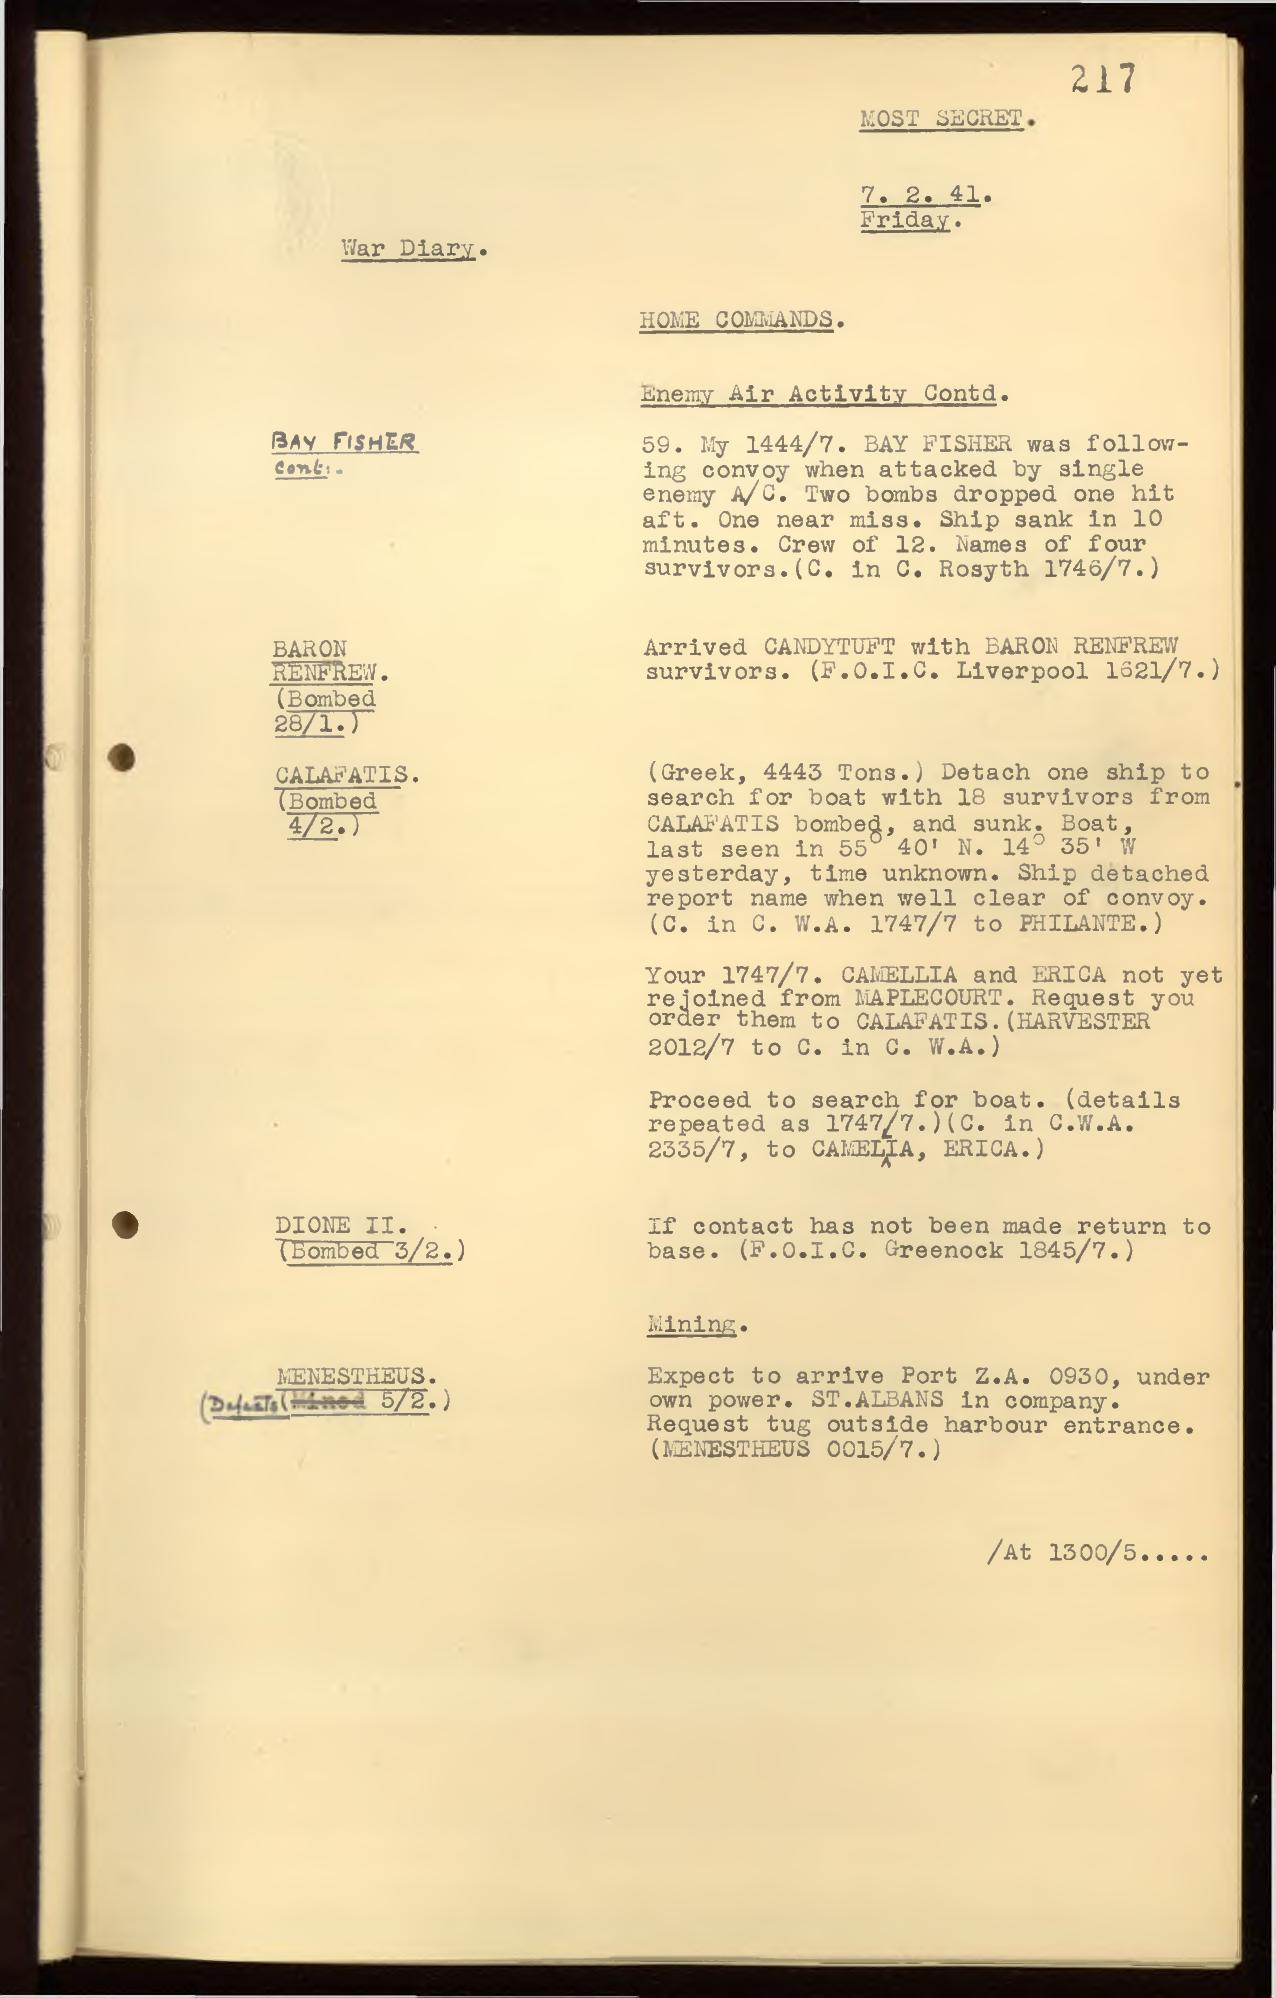 217
MOST SECRET.
7. 2. 41.
Friday.
War Diary.
HOME COMMANDS.
Enemy Air Activity Contd.
BAY FISHER
Cont:.
59. My 1444/7. BAY FISHER was follow-
ing convoy when attacked by single
enemy A/C. Two bombs dropped one hit
aft. One near miss. Ship sank in 10
minutes. Crew of 12. Names of four
survivors.(C. in C. Rosyth 1746/7.)
BARON
RENFREW.
(Bombed
28/1.)
Arrived CANDYTUFT with BARON RENFREW
survivors. (F.O.I.C. Liverpool 1621/7.)
CALAFATIS.
(Bombed
4/2.)
(Greek, 4443 Tons.) Detach one ship to
search for boat with 18 survivors from
CALAFATIS bombed, and sunk. Boat,
last seen in 55° 40' N. 14° 35' W
yesterday, time unknown. Ship detached
report name when well clear of convoy.
(C. in C. W.A. 1747/7 to PHILANTE.)
Your 1747/7. CAMELLIA and ERICA not yet
rejoined from MAPLECOURT. Request you
order them to CALAFATIS.(HARVESTER
2012/7 to C. in C. W.A.)
Proceed to search for boat. (details
repeated as 1747/7.)(C. in C.W.A.
2335/7, to CAMELLIA, ERICA.)
DIONE II.
(Bombed 3/2.)
If contact has not been made return to
base. (F.O.I.C. Greenock 1845/7.)
Mining.
MENESTHEUS.
(Defects (Mined 5/2.)
Expect to arrive Port Z.A. 0930, under
own power. ST.ALBANS in company.
Request tug outside harbour entrance.
(MENESTHEUS 0015/7.)
/At 1300/5.....